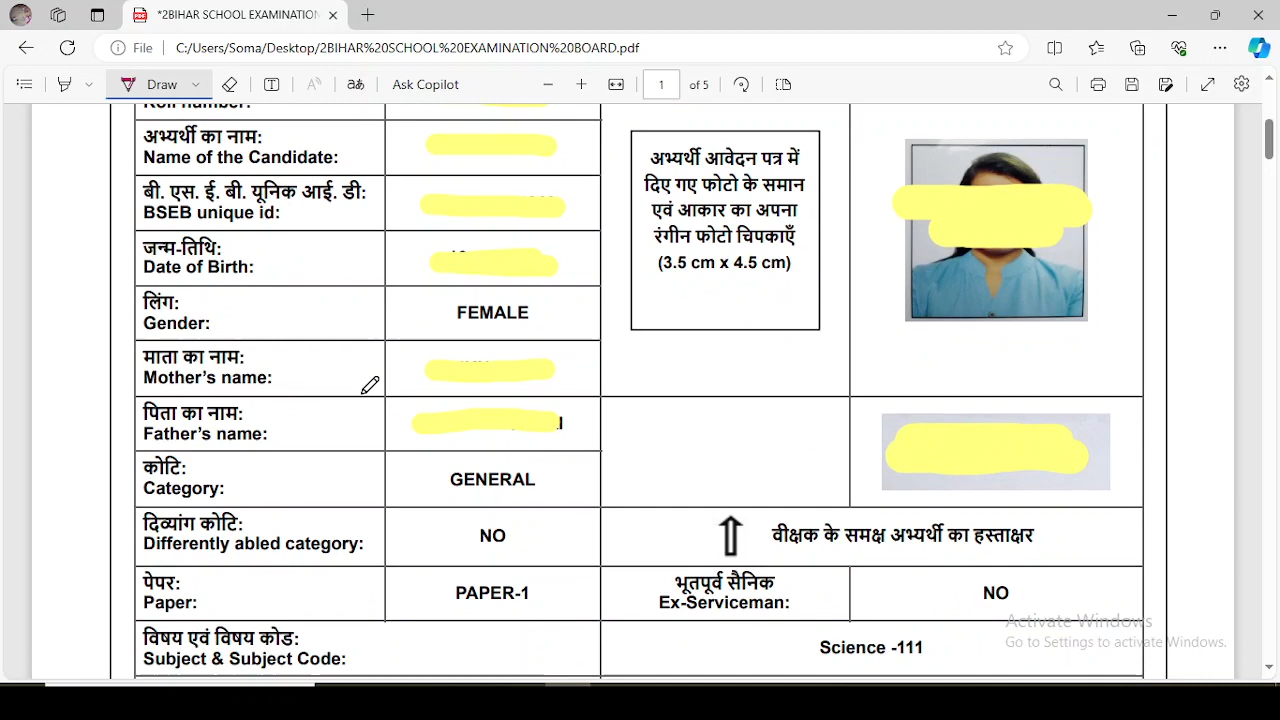 *2BIHAR SCHOOL EXAMINATION
File
C:/Users/Soma/Desktop/2BIHAR%20SCHOOL%20EXAMINATION%20BOARD.pdf
Draw
Ask Copilot
1 of 5
Roll number:
अभ्यर्थी का नाम:
Name of the Candidate:
बी. एस. ई. बी. यूनिक आई. डी:
BSEB unique id:
जन्म-तिथि:
Date of Birth:
लिंग:
Gender:
FEMALE
माता का नाम:
Mother's name:
पिता का नाम:
Father's name:
कोटि:
Category:
GENERAL
दिव्यांग कोटि:
Differently abled category:
NO
पेपर:
Paper:
PAPER-1
विषय एवं विषय कोड:
Subject & Subject Code:
अभ्यर्थी आवेदन पत्र में
दिए गए फोटो के समान
एवं आकार का अपना
रंगीन फोटो चिपकाएँ
(3.5 cm x 4.5 cm)
वीक्षक के समक्ष अभ्यर्थी का हस्ताक्षर
भूतपूर्व सैनिक
Ex-Serviceman:
NO
Science -111
Activate Windows
Go to Settings to activate Windows.